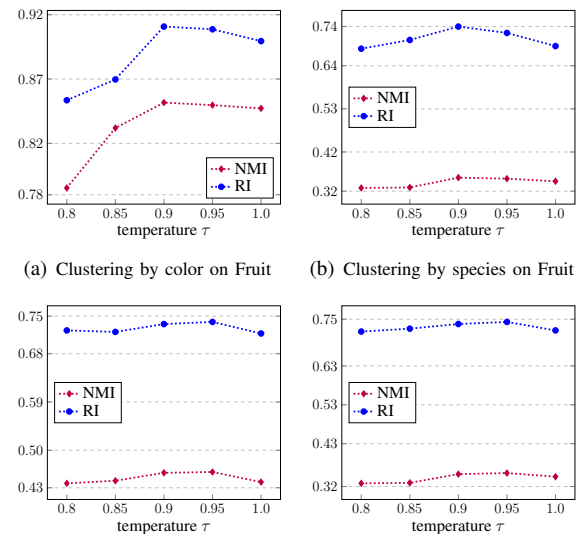 0.92
0.87
0.82
0.78
NMI
RI
0.8 0.85 0.9 0.95 1.0
temperature τ
(a) Clustering by color on Fruit
0.74
0.64
0.53
0.42
0.32
NMI
RI
0.8 0.85 0.9 0.95 1.0
temperature τ
(b) Clustering by species on Fruit
0.75
0.68
0.59
0.50
0.43
NMI
RI
0.8 0.85 0.9 0.95 1.0
temperature τ
0.75
0.63
0.53
0.43
0.32
NMI
RI
0.8 0.85 0.9 0.95 1.0
temperature τ